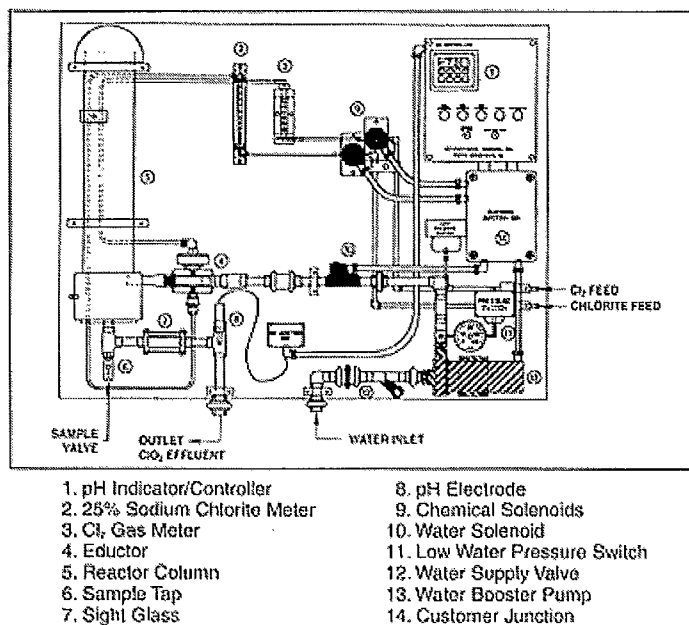 Cl₂ FEED
CHLORITE FEED
PRESSURE
SWITCH
SAMPLE
VALVE
OUTLET
ClO₂ EFFLUENT
WATER INLET
1. pH Indicator/Controller
2. 25% Sodium Chlorite Meter
3. Cl₂ Gas Meter
4. Eductor
5. Reactor Column
6. Sample Tap
7. Sight Glass
8. pH Electrode
9. Chemical Solenoids
10. Water Solenoid
11. Low Water Pressure Switch
12. Water Supply Valve
13. Water Booster Pump
14. Customer Junction